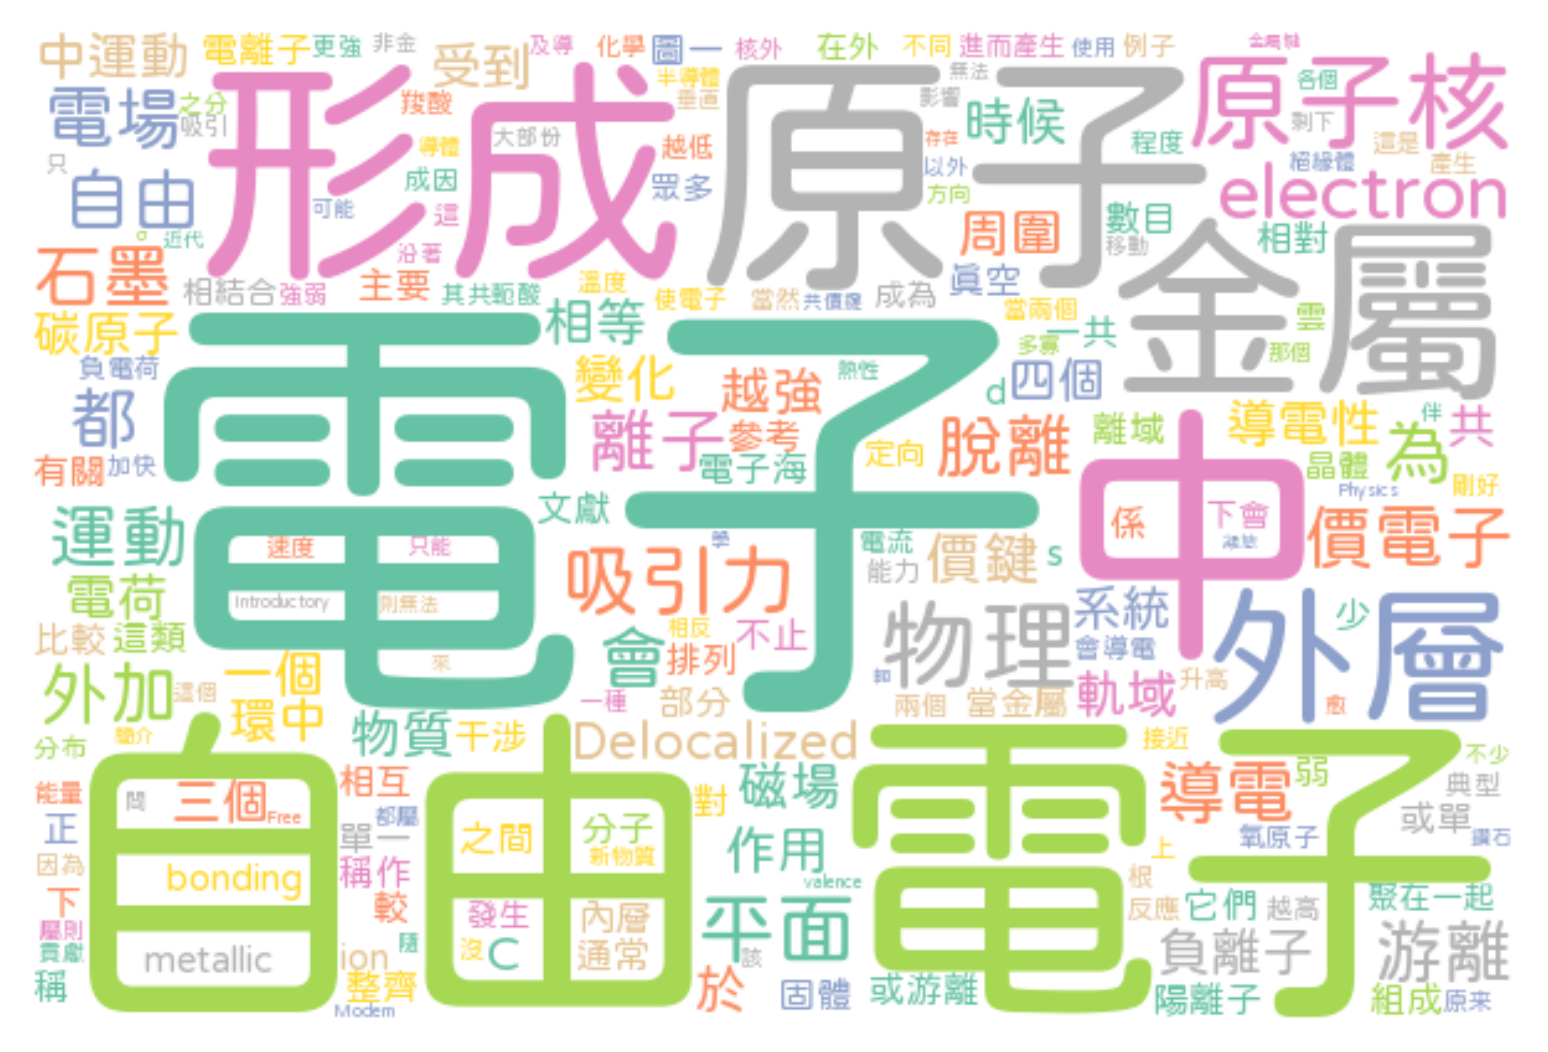 中運動
電離子
更強
非金
受到
及導
化學
圖一
核外
在外
不同
進而產生
使用
例子
金屬鍵
電場
之分
吸引
只
形成
羧酸
大部份
導體
成因
這
可能
沿著
半導體
垂直
越低
眾多
原子
無法
影響
存在
以外
方向
時候
程度
周圍
數目
移動
原子核
各個
剩下
這是
絕緣體
產生
electron
相對
自由
σ
近代
石墨
相結合
強弱
主要
其共軛酸
溫度
使電子
當然
共價鍵
成為
真空
當兩個
一共
多寡
雲
那個
金屬
碳原子
負電荷
都
有關
加快
電子
相等
變化
越強
熱性
d
四個
離子
參考
電子海
定向
脫離
離域
導電性
為
伴
共
晶體
Physics
剛好
運動
速度
只能
文獻
學
電流
能力
價鍵
s
中
係
下會
價電子
電荷
Introductory
則無法
吸引力
比較
這類
來
會
相反
排列
不止
物理
系統
會導電
少
外層
外加
這個
一個
環中
一種
部分
兩個
當金屬
軌域
升高
愈
分布
簡介
物質
干涉
Delocalized
接近
不少
能量
正
因為
下
屬則
貢獻
稱
自由電子
間
三個
Free
bonding
metallic
相互
都屬
單一
稱作
較
ion
隨
整齊
Modern
之間
分子
新物質
發生
沒
C
內層
通常
對
磁場
作用
valence
平面
該
於
固體
或游離
導電
弱
典型
或單
氧原子
鑽石
上
根
反應
它們
越高
聚在一起
負離子
游離
陽離子
組成
原来